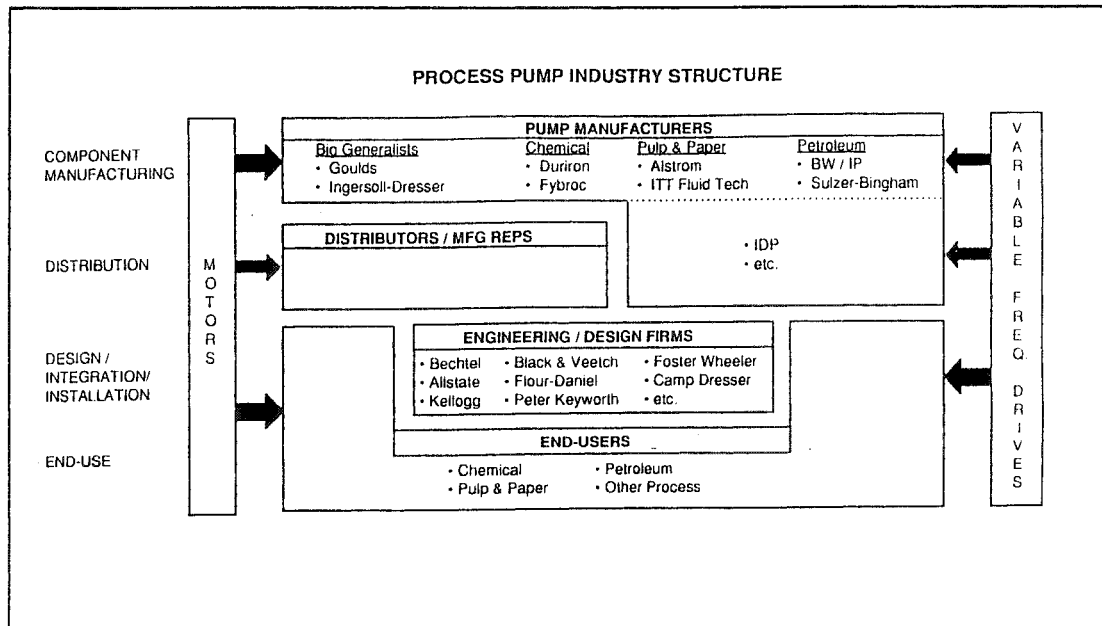 PROCESS PUMP INDUSTRY STRUCTURE
COMPONENT
MANUFACTURING
DISTRIBUTION
DESIGN /
INTEGRATION/
INSTALLATION
END-USE
MOTORS
PUMP MANUFACTURERS
Big Generalists
• Goulds
• Ingersoll-Dresser
Chemical
• Duriron
• Fybroc
Pulp & Paper
• Alstrom
• ITT Fluid Tech
Petroleum
• BW / IP
• Sulzer-Bingham
DISTRIBUTORS / MFG REPS
• IDP
• etc.
ENGINEERING / DESIGN FIRMS
• Bechtel
• Allstate
• Kellogg
• Black & Veetch
• Flour-Daniel
• Peter Keyworth
• Foster Wheeler
• Camp Dresser
• etc.
END-USERS
• Chemical
• Pulp & Paper
• Petroleum
• Other Process
VARIABLE FREQ. DRIVES